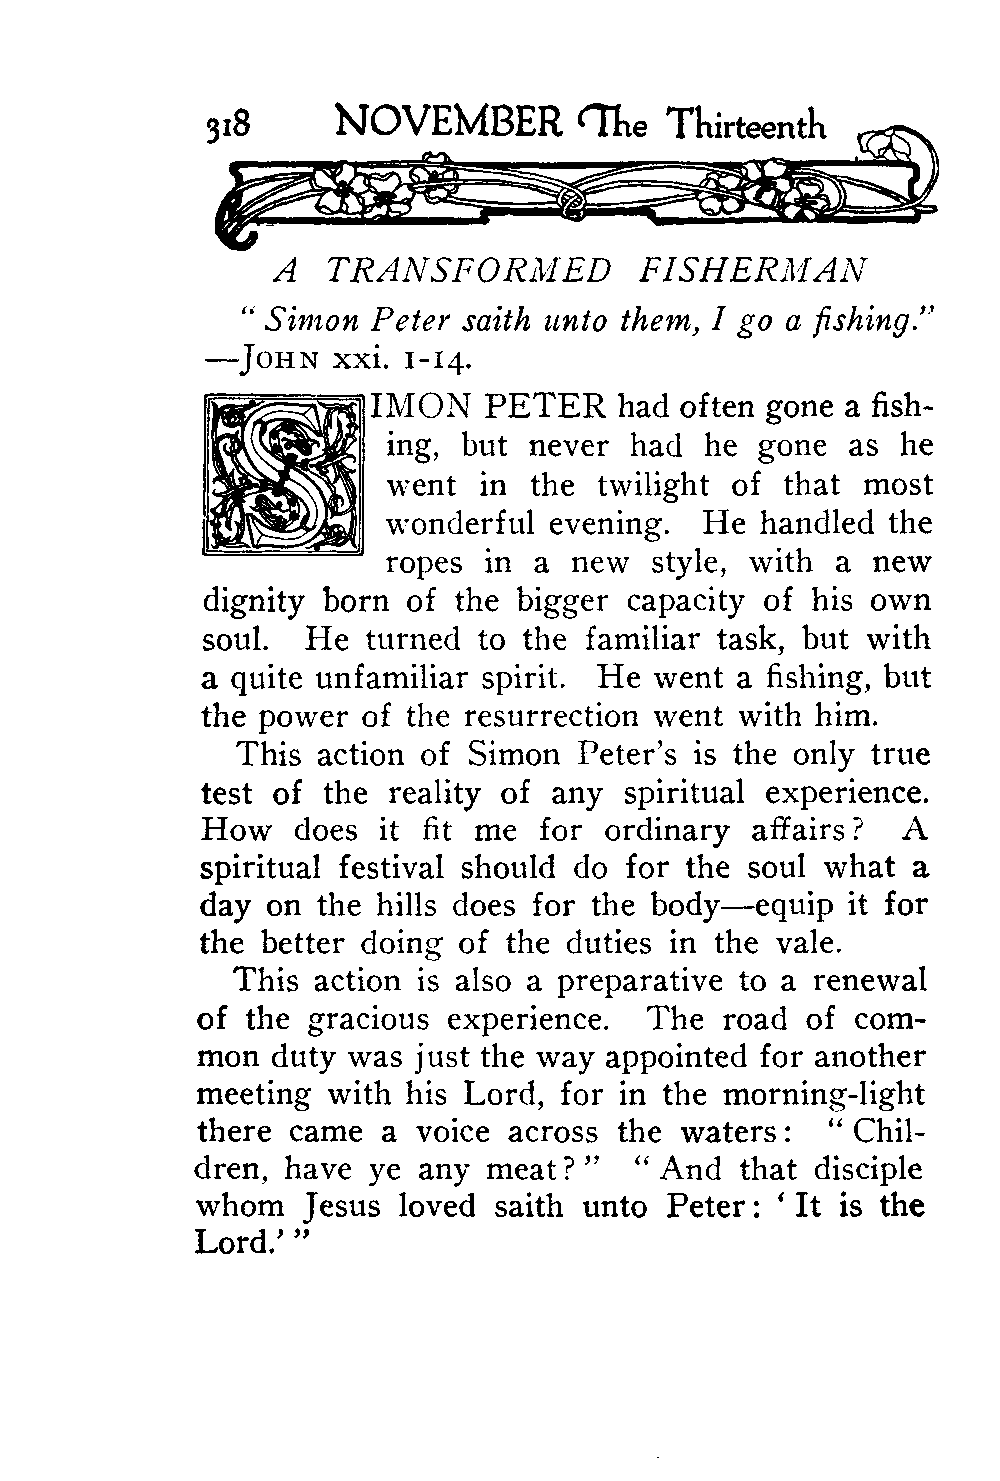 318 NOVEMBER The Thirteenth
A TRANSFORMED FISHERMAN
“ Simon Peter saith unto them, I go a fishing.”
—JOHN xxi. 1-14.
SIMON PETER had often gone a fish-
ing, but never had he gone as he
went in the twilight of that most
wonderful evening. He handled the
ropes in a new style, with a new
dignity born of the bigger capacity of his own
soul. He turned to the familiar task, but with
a quite unfamiliar spirit. He went a fishing, but
the power of the resurrection went with him.
This action of Simon Peter’s is the only true
test of the reality of any spiritual experience.
How does it fit me for ordinary affairs? A
spiritual festival should do for the soul what a
day on the hills does for the body—equip it for
the better doing of the duties in the vale.
This action is also a preparative to a renewal
of the gracious experience. The road of com-
mon duty was just the way appointed for another
meeting with his Lord, for in the morning-light
there came a voice across the waters: “ Chil-
dren, have ye any meat? ” “ And that disciple
whom Jesus loved saith unto Peter: ‘ It is the
Lord.’ ”